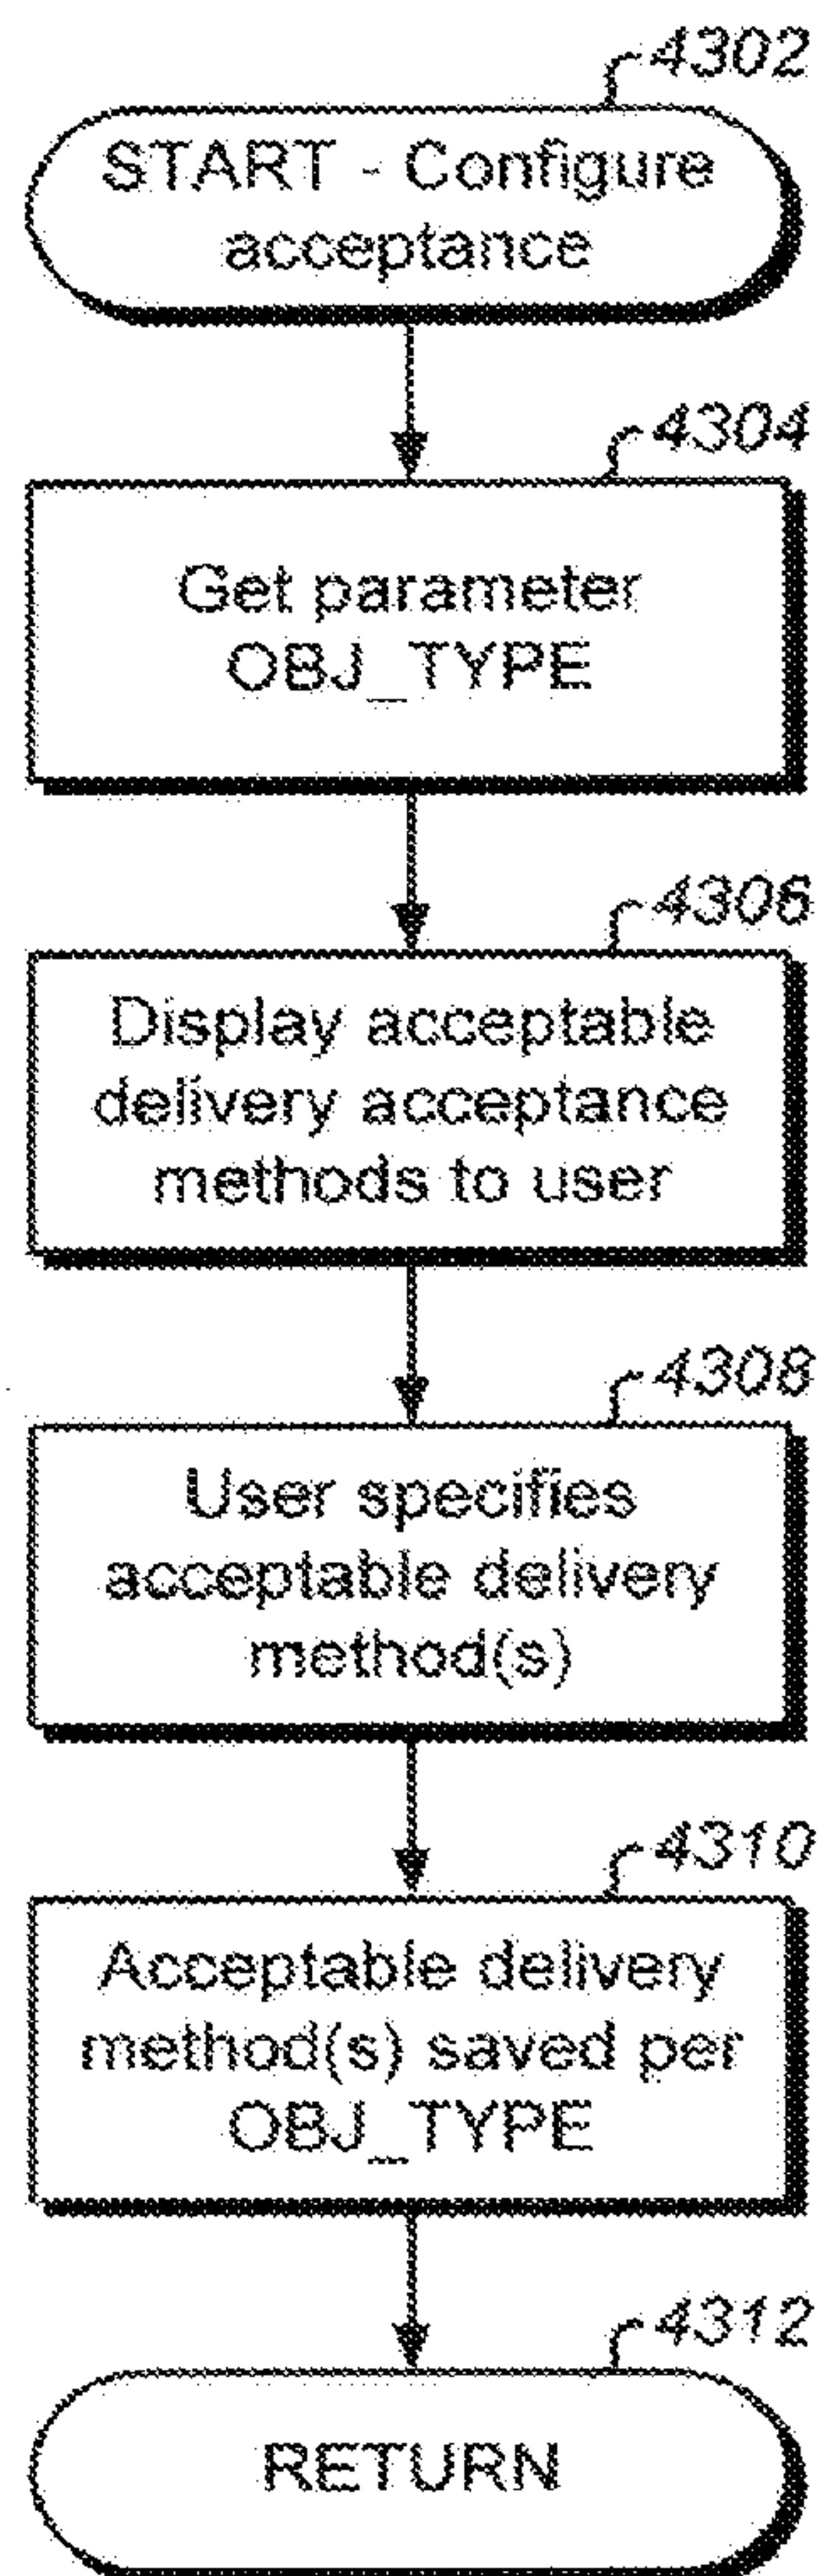 4302
START - Configure
acceptance
4304
Get parameter
OBJ_TYPE
4306
Display acceptable
delivery acceptance
methods to user
4308
User specifies
acceptable delivery
method(s)
4310
Acceptable delivery
method(s) saved per
OBJ_TYPE
4312
RETURN